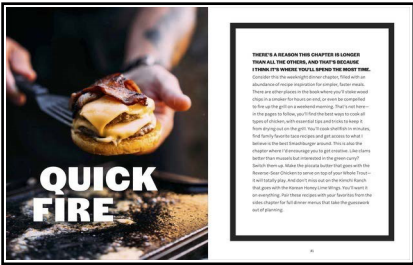 QUICK
FIRE
THERE'S A REASON THIS CHAPTER IS LONGER
THAN ALL THE OTHERS, AND THAT'S BECAUSE
I THINK IT'S WHERE YOU'LL SPEND THE MOST TIME.
Consider this the weeknight dinner chapter, filled with an
abundance of recipe inspiration for simpler, faster meals.
There are other places in the book where you'll stoke wood
chips in a smoker for hours on end, or even be compelled
to fire up the grill on a weekend morning. That's not here—
in the pages to follow, you'll find the best ways to cook all
types of chicken, with essential tips and tricks to keep it
from drying out on the grill. You'll cook shellfish in minutes,
find family favorite taco recipes and get access to what I
believe is the best Smashburger around. This is also the
chapter where I'd encourage you to get creative. Like clams
better than mussels but interested in the green curry?
Switch them up. Make the piccata butter that goes with the
Reverse-Sear Chicken to serve on top of your Whole Trout—
it will totally play. And don't miss out on the Kimchi Ranch
that goes with the Korean Honey-Lime Wings. You'll want it
on everything. Pair these recipes with your favorites from the
sides chapter for full dinner menus that take the guesswork
out of planning.